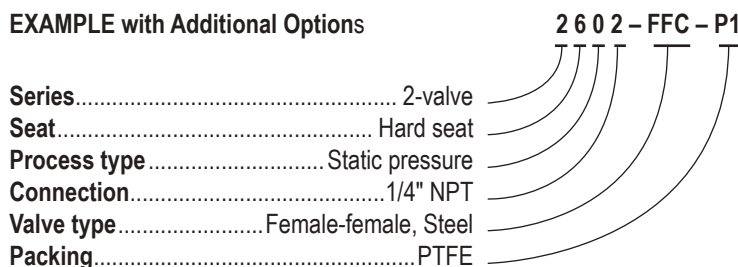 EXAMPLE with Additional Options 2 6 0 2 – FFC – P1
Series..................................................... 2-valve
Seat.................................................... Hard seat
Process type............................. Static pressure
Connection..........................................1/4" NPT
Valve type........................Female-female, Steel
Packing.....................................................PTFE